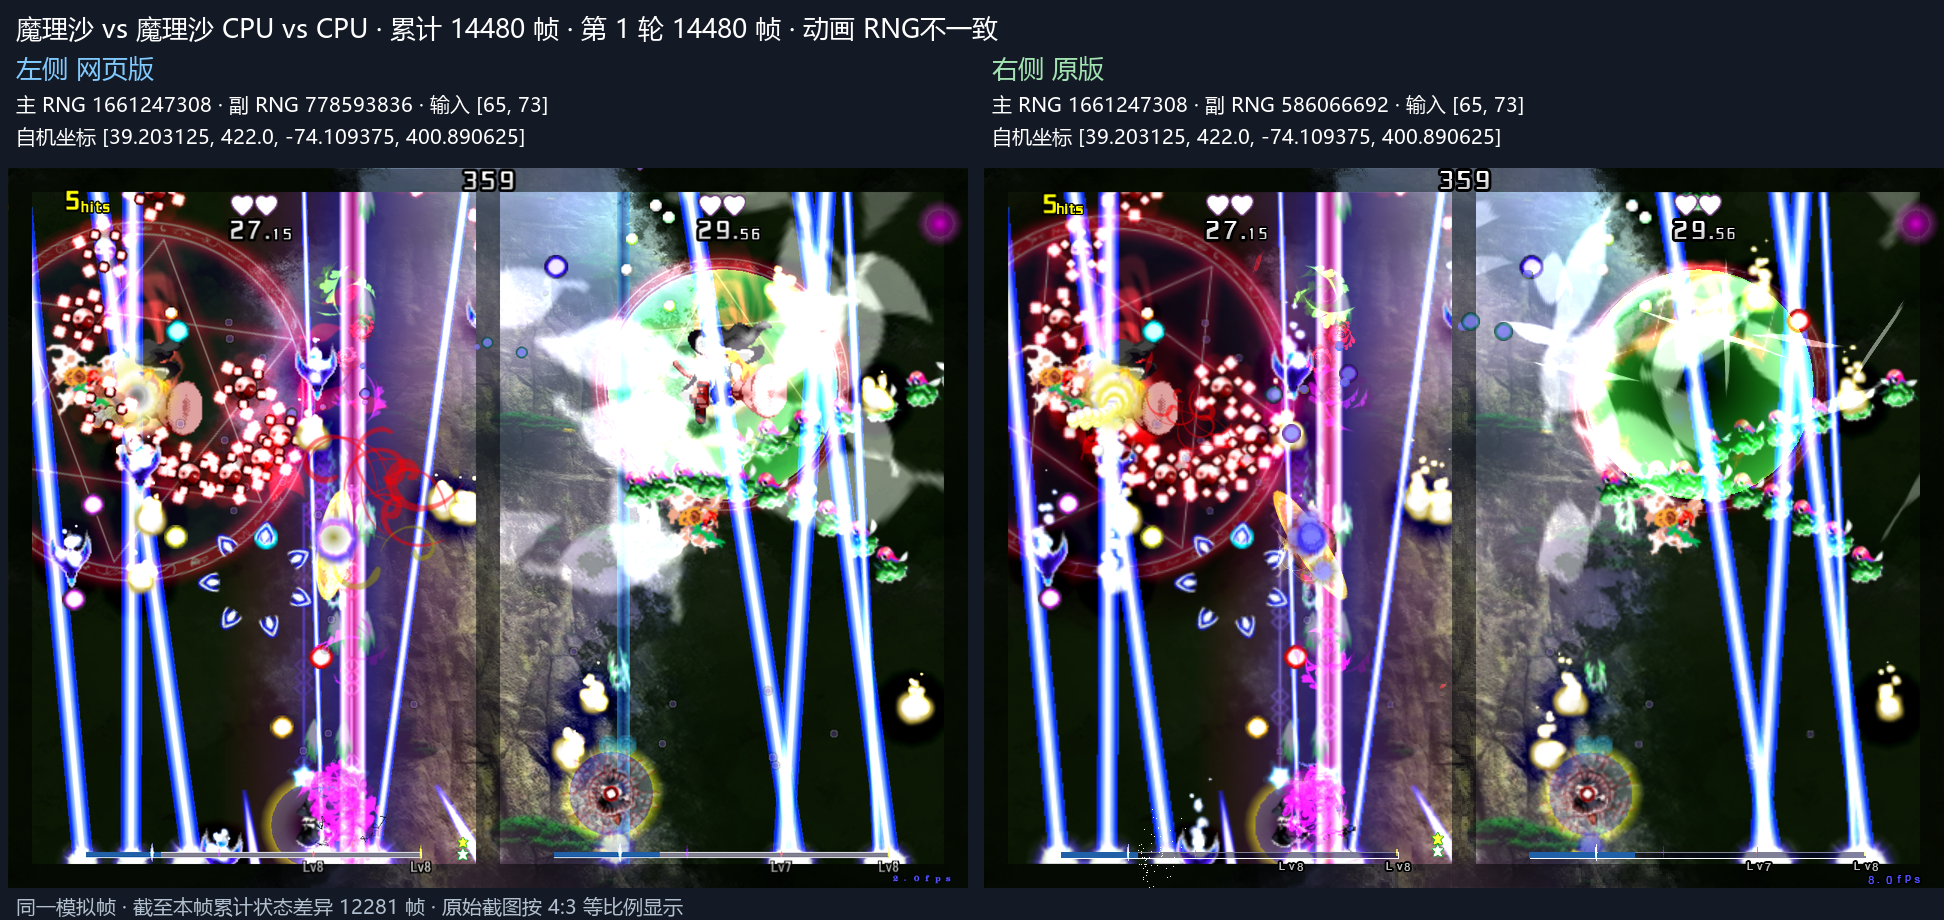 魔理沙 vs 魔理沙 CPU vs CPU · 累计 14480 帧 · 第 1 轮 14480 帧 · 动画 RNG不一致
左侧 网页版
主 RNG 1661247308 · 副 RNG 778593836 · 输入 [65, 73]
自机坐标 [39.203125, 422.0, -74.109375, 400.890625]
右侧 原版
主 RNG 1661247308 · 副 RNG 586066692 · 输入 [65, 73]
自机坐标 [39.203125, 422.0, -74.109375, 400.890625]
359
5hits
27.15
29.56
Lv8
Lv8
Lv7
Lv8
2.0fps
359
5hits
27.15
29.56
Lv8
Lv8
Lv7
Lv8
8.0fps
同一模拟帧 · 截至本帧累计状态差异 12281 帧 · 原始截图按 4:3 等比例显示